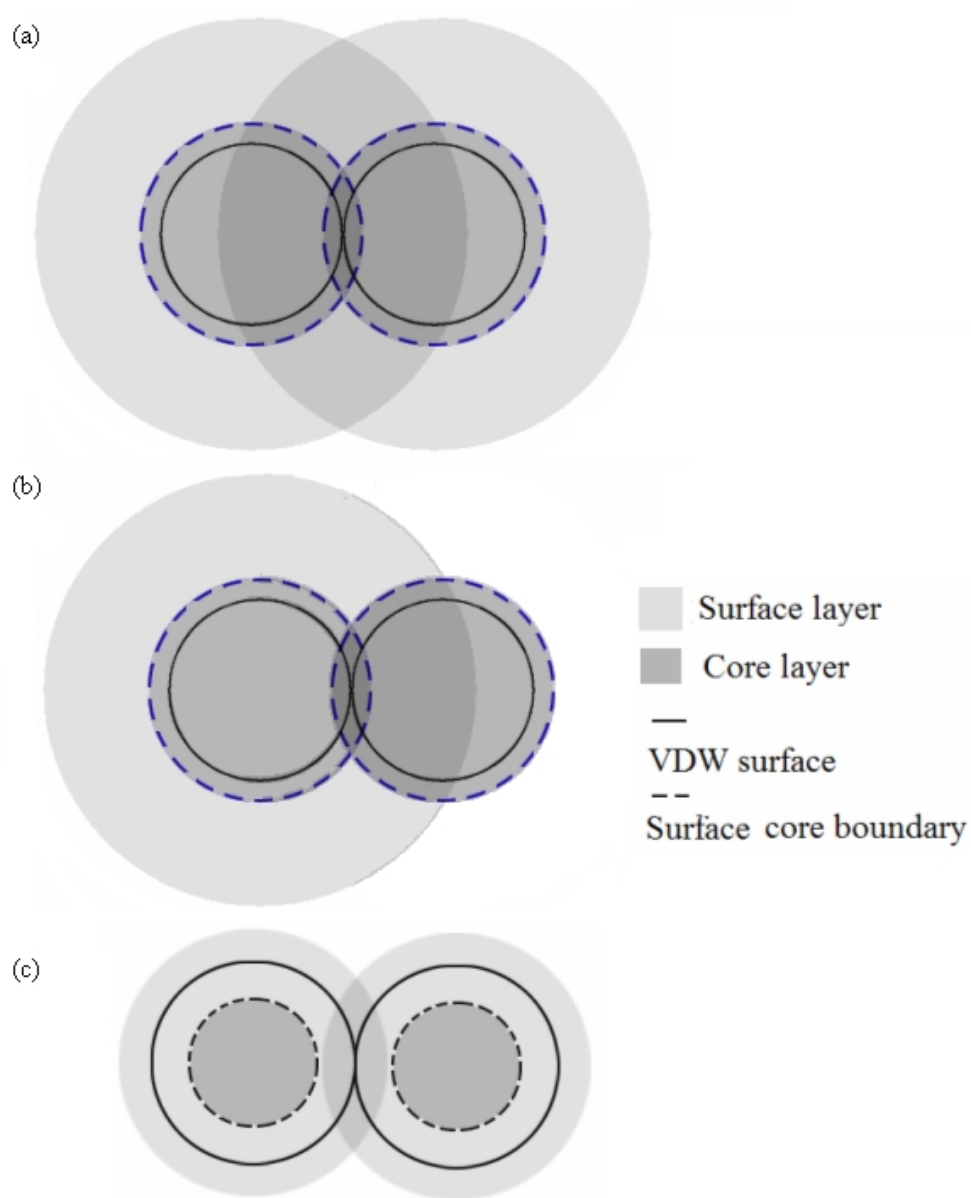 (a)
(b)
Surface layer
Core layer
VDW surface
Surface core boundary
(c)